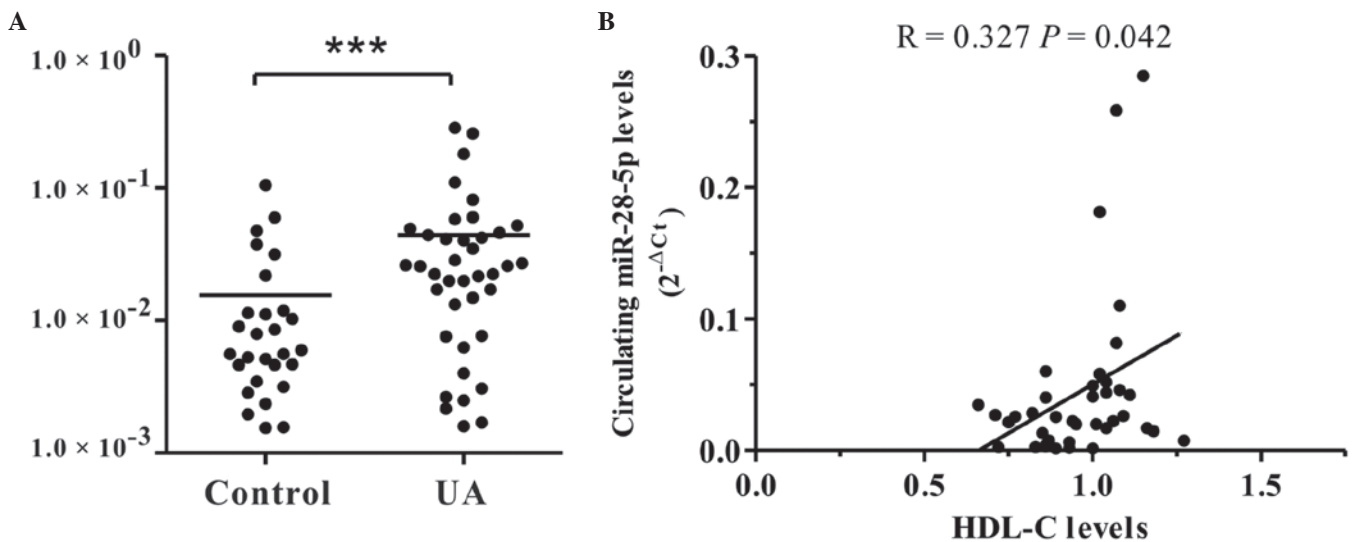 A
1.0 × 10⁰
1.0 × 10⁻¹
1.0 × 10⁻²
1.0 × 10⁻³
***
Control
UA
B
R = 0.327 P = 0.042
Circulating miR-28-5p levels
(2⁻ΔCt)
0.3
0.2
0.1
0.0
0.0
0.5
1.0
1.5
HDL-C levels